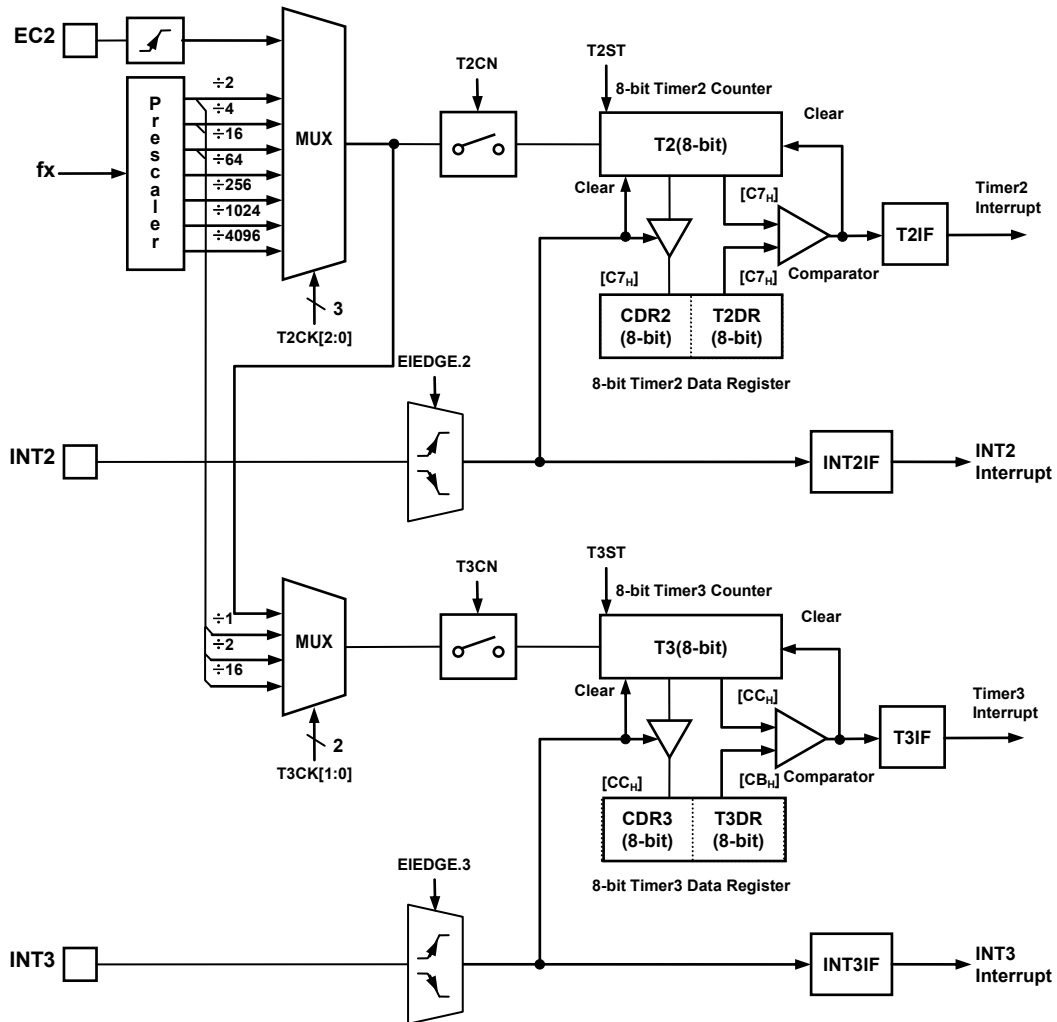 EC2
fx
Prescaler
÷2
÷4
÷16
÷64
÷256
÷1024
÷4096
MUX
3
T2CK[2:0]
T2CN
T2ST
8-bit Timer2 Counter
T2(8-bit)
Clear
Clear
[C7H]
[C7H]
[C7H]
Comparator
T2IF
Timer2
Interrupt
CDR2
(8-bit)
T2DR
(8-bit)
8-bit Timer2 Data Register
EIEDGE.2
INT2
INT2IF
INT2
Interrupt
÷1
÷2
÷16
MUX
2
T3CK[1:0]
T3CN
T3ST
8-bit Timer3 Counter
T3(8-bit)
Clear
Clear
[CCH]
[CCH]
[CBH]
Comparator
T3IF
Timer3
Interrupt
CDR3
(8-bit)
T3DR
(8-bit)
8-bit Timer3 Data Register
EIEDGE.3
INT3
INT3IF
INT3
Interrupt